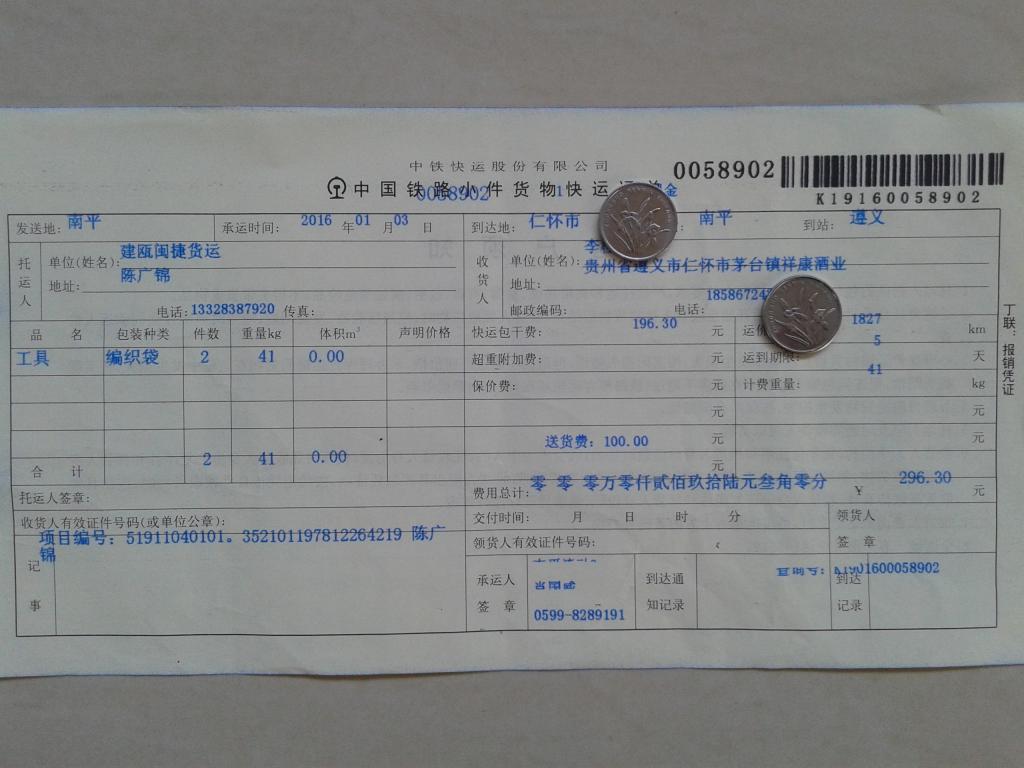 中铁快运股份有限公司
0058902
中国铁路小件货物快运
0058902
K19160058902
发送地: 南平 承运时间: 2016 年 01 月 03 日 到达地: 仁怀市 南平 到站: 遵义
托运人 单位(姓名): 建瓯闽捷货运
地址: 陈广锦
电话: 13328387920 传真:
收货人 单位(姓名): 李
地址: 贵州省遵义市仁怀市茅台镇祥康酒业
邮政编码: 电话: 1858672
品名 包装种类 件数 重量kg 体积m³ 声明价格
工具 编织袋 2 41 0.00
合计 2 41 0.00
快运包干费: 196.30 元 1827 km
超重附加费: 元 运到期限: 5 天
保价费: 元 计费重量: 41 kg
元 元
送货费: 100.00 元 元
元
费用总计: 零 零 零万零仟贰佰玖拾陆元叁角零分 ¥ 296.30 元
托运人签章:
收货人有效证件号码(或单位公章):
交付时间: 月 日 时 分
领货人有效证件号码:
领货人签章
记事 项目编号: 51911040101。352101197812264219 陈广
锦
承运人签章 0599-8289191
到达通知记录
到达记录
1600058902
丁联:报销凭证